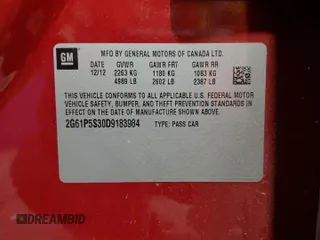 GM
MFD BY GENERAL MOTORS OF CANADA LTD.
DATE GVWR GAWR FRT GAWR RR
12/12 2263 KG 1180 KG 1083 KG
4989 LB 2602 LB 2387 LB
THIS VEHICLE CONFORMS TO ALL APPLICABLE U.S. FEDERAL MOTOR
VEHICLE SAFETY, BUMPER, AND THEFT PREVENTION STANDARDS
IN EFFECT ON THE DATE OF MANUFACTURE SHOWN ABOVE.
2G61P5S30D9183984 TYPE: PASS CAR
DREAMBID